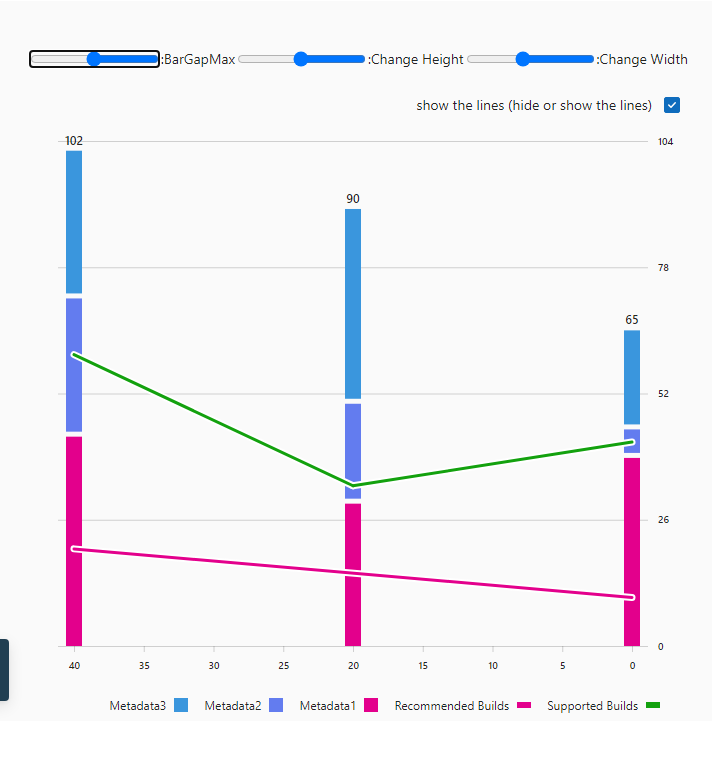 :BarGapMax :Change Height :Change Width
show the lines (hide or show the lines)
102
104
90
78
65
52
26
0
40 35 30 25 20 15 10 5 0
Metadata3 Metadata2 Metadata1 Recommended Builds Supported Builds